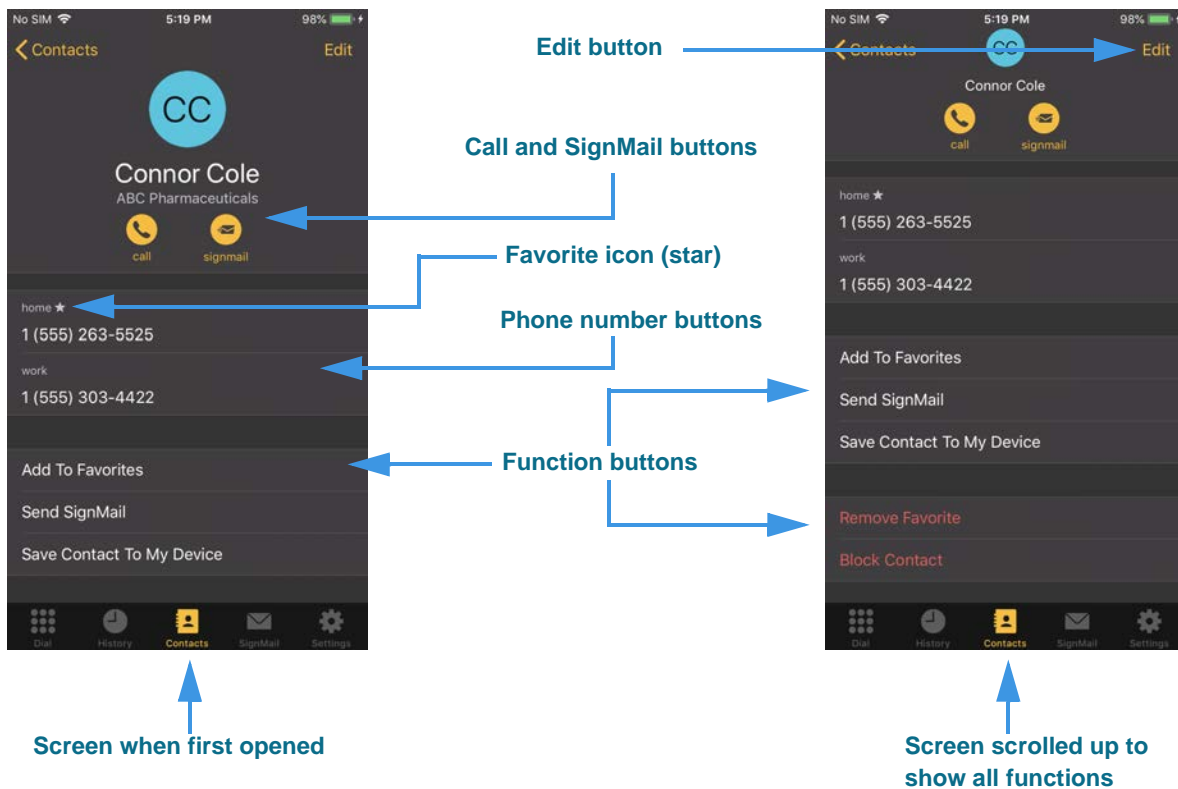 No SIM 5:19 PM 98%
Contacts Edit
CC
Connor Cole
ABC Pharmaceuticals
call signmail
home ★
1 (555) 263-5525
work
1 (555) 303-4422
Add To Favorites
Send SignMail
Save Contact To My Device
Dial History Contacts SignMail Settings
Screen when first opened
Edit button
Call and SignMail buttons
Favorite icon (star)
Phone number buttons
Function buttons
No SIM 5:19 PM 98%
Contacts CC Edit
Connor Cole
call signmail
home ★
1 (555) 263-5525
work
1 (555) 303-4422
Add To Favorites
Send SignMail
Save Contact To My Device
Remove Favorite
Block Contact
Dial History Contacts SignMail Settings
Screen scrolled up to
show all functions